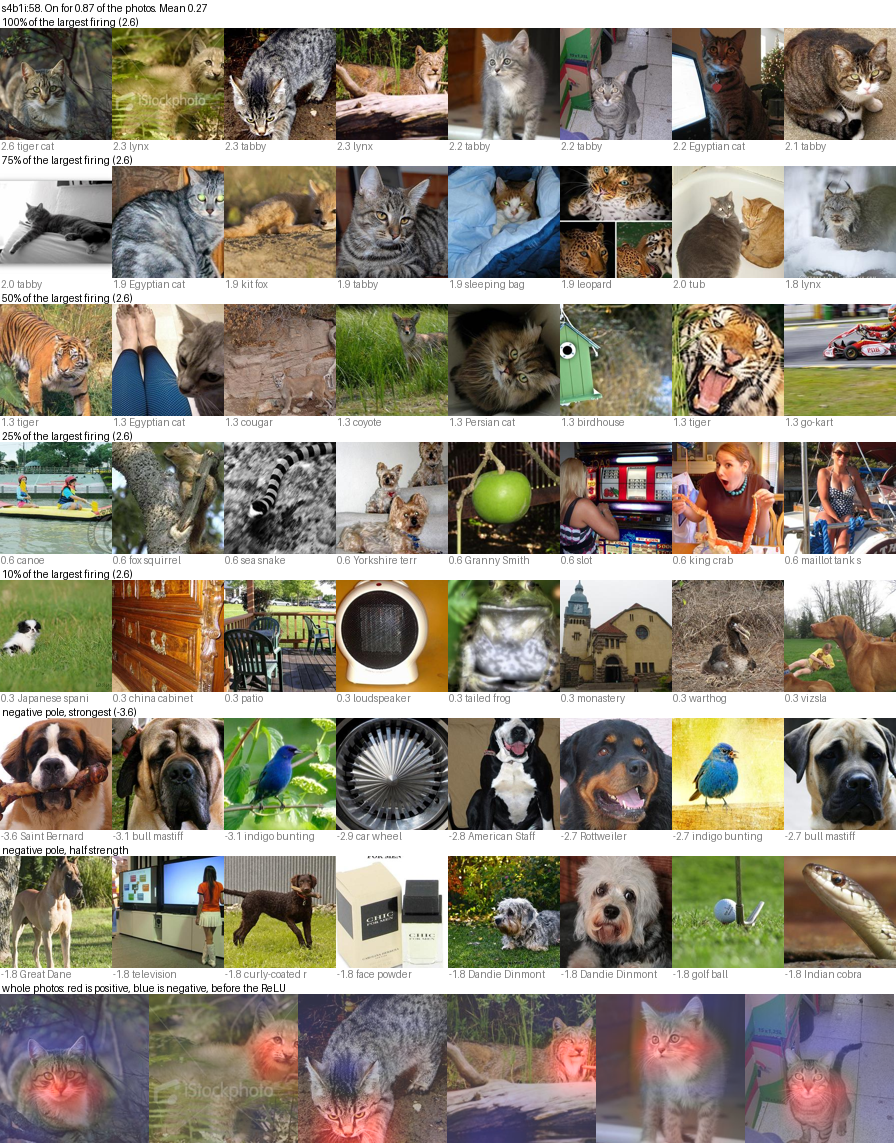 s4b1i:58. On for 0.87 of the photos. Mean 0.27
100% of the largest firing (2.6)
iStockphoto
2.6 tiger cat
2.3 lynx
2.3 tabby
2.3 lynx
2.2 tabby
2.2 tabby
2.2 Egyptian cat
2.1 tabby
75% of the largest firing (2.6)
2.0 tabby
1.9 Egyptian cat
1.9 kit fox
1.9 tabby
1.9 sleeping bag
1.9 leopard
2.0 tub
1.8 lynx
50% of the largest firing (2.6)
1.3 tiger
1.3 Egyptian cat
1.3 cougar
1.3 coyote
1.3 Persian cat
1.3 birdhouse
1.3 tiger
1.3 go-kart
25% of the largest firing (2.6)
0.6 canoe
0.6 fox squirrel
0.6 sea snake
0.6 Yorkshire terr
0.6 Granny Smith
0.6 slot
0.6 king crab
0.6 maillot tank s
10% of the largest firing (2.6)
0.3 Japanese spani
0.3 china cabinet
0.3 patio
0.3 loudspeaker
0.3 tailed frog
0.3 monastery
0.3 warthog
0.3 vizsla
negative pole, strongest (-3.6)
-3.6 Saint Bernard
-3.1 bull mastiff
-3.1 indigo bunting
-2.9 car wheel
-2.8 American Staff
-2.7 Rottweiler
-2.7 indigo bunting
-2.7 bull mastiff
negative pole, half strength
FOR MEN
CHIC
FOR MEN
CHIC
-1.8 Great Dane
-1.8 television
-1.8 curly-coated r
-1.8 face powder
-1.8 Dandie Dinmont
-1.8 Dandie Dinmont
-1.8 golf ball
-1.8 Indian cobra
whole photos: red is positive, blue is negative, before the ReLU
iStockphoto